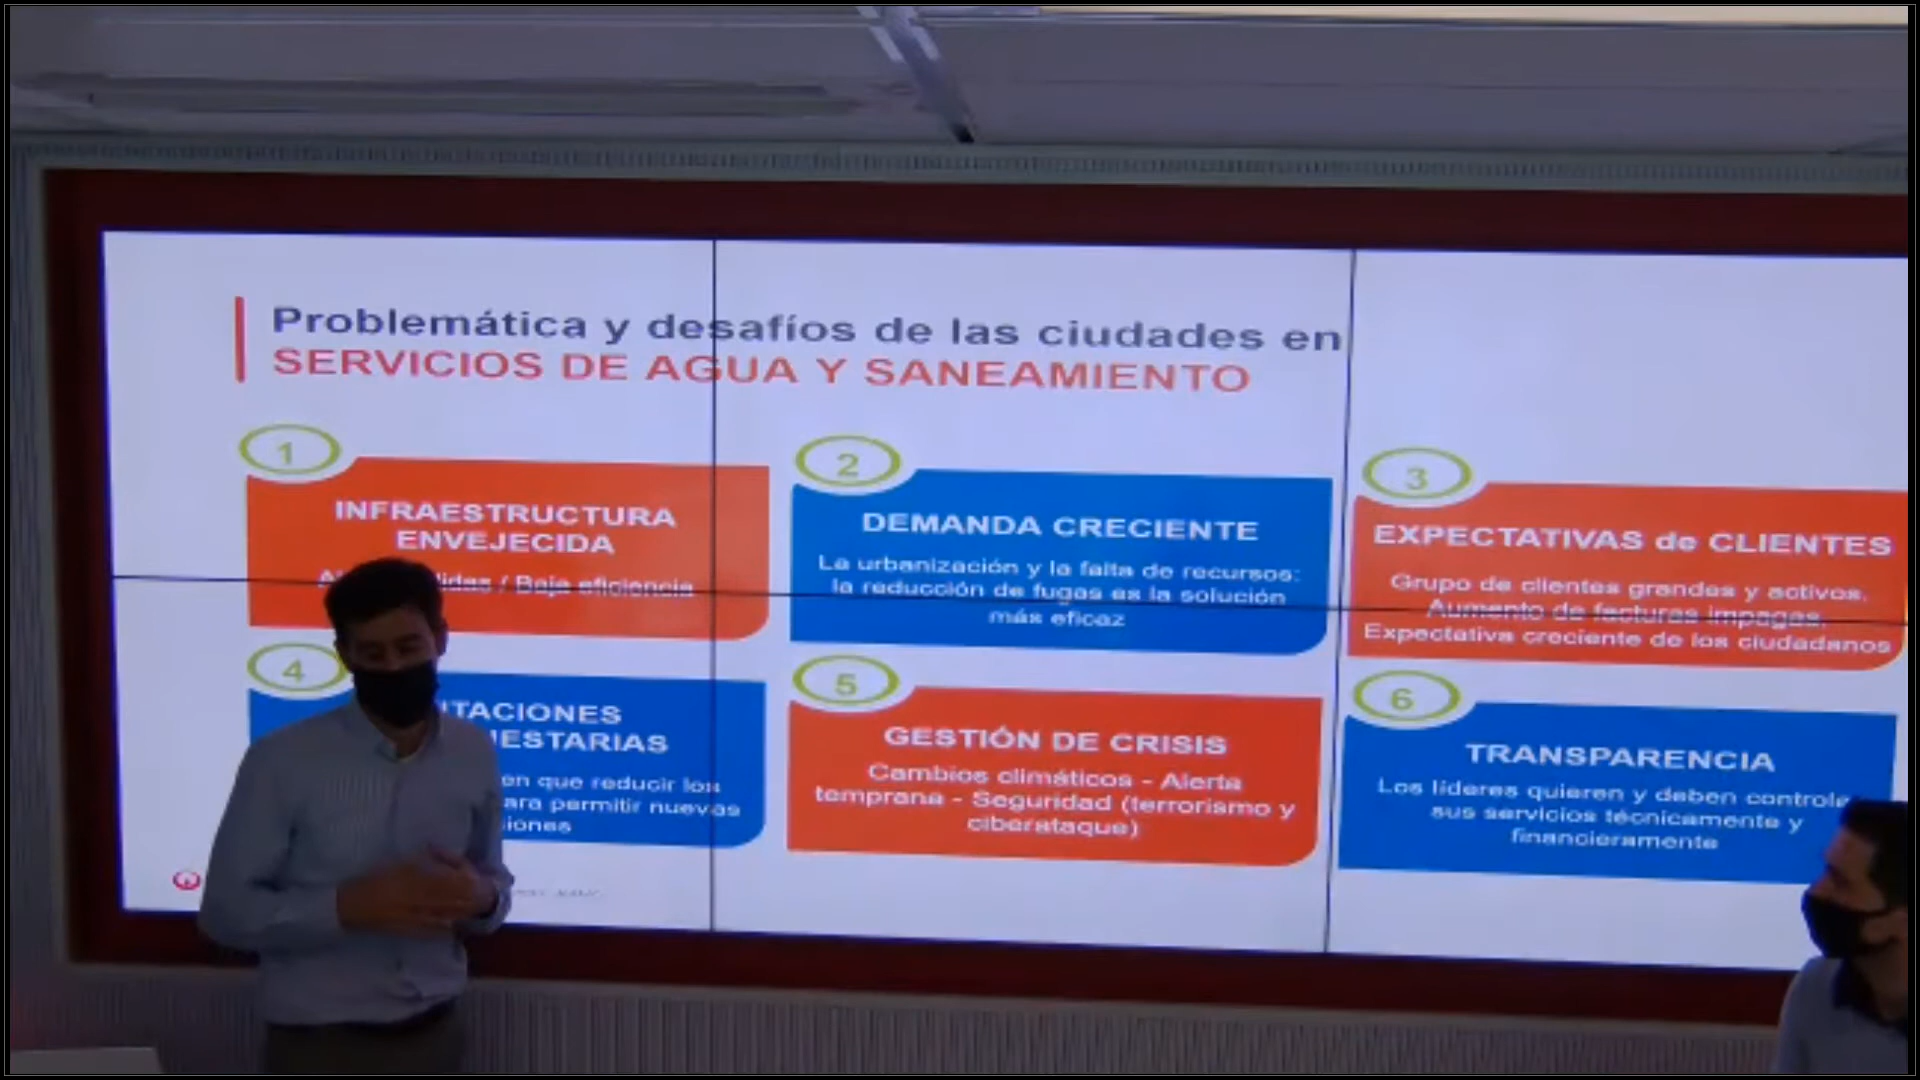 Problemática y desafíos de las ciudades en
SERVICIOS DE AGUA Y SANEAMIENTO
1
INFRAESTRUCTURA
ENVEJECIDA
/ Baja eficiencia
2
DEMANDA CRECIENTE
La urbanización y la falta de recursos:
la reducción de fugas es la solución
más eficaz
3
EXPECTATIVAS de CLIENTES
Grupo de clientes grandes y activos.
Aumento de facturas impagas.
Expectativa creciente de los ciudadanos
4
TACIONES
ESTARIAS
en que reducir los
ara permitir nuevas
iones
5
GESTIÓN DE CRISIS
Cambios climáticos - Alerta
temprana - Seguridad (terrorismo y
ciberataque)
6
TRANSPARENCIA
Los líderes quieren y deben controla
sus servicios técnicamente y
financieramente